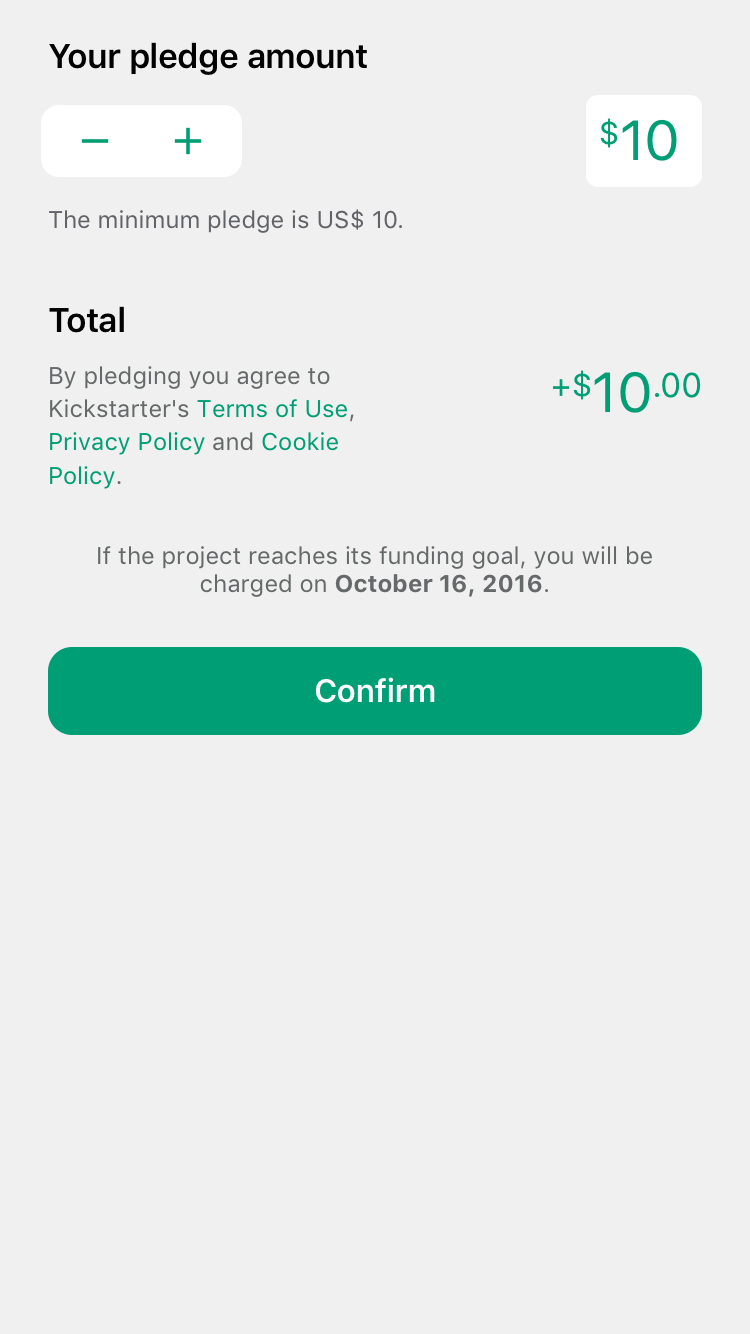 Your pledge amount
− +
$10
The minimum pledge is US$ 10.
Total
By pledging you agree to
Kickstarter's Terms of Use,
Privacy Policy and Cookie
Policy.
+$10.00
If the project reaches its funding goal, you will be
charged on October 16, 2016.
Confirm